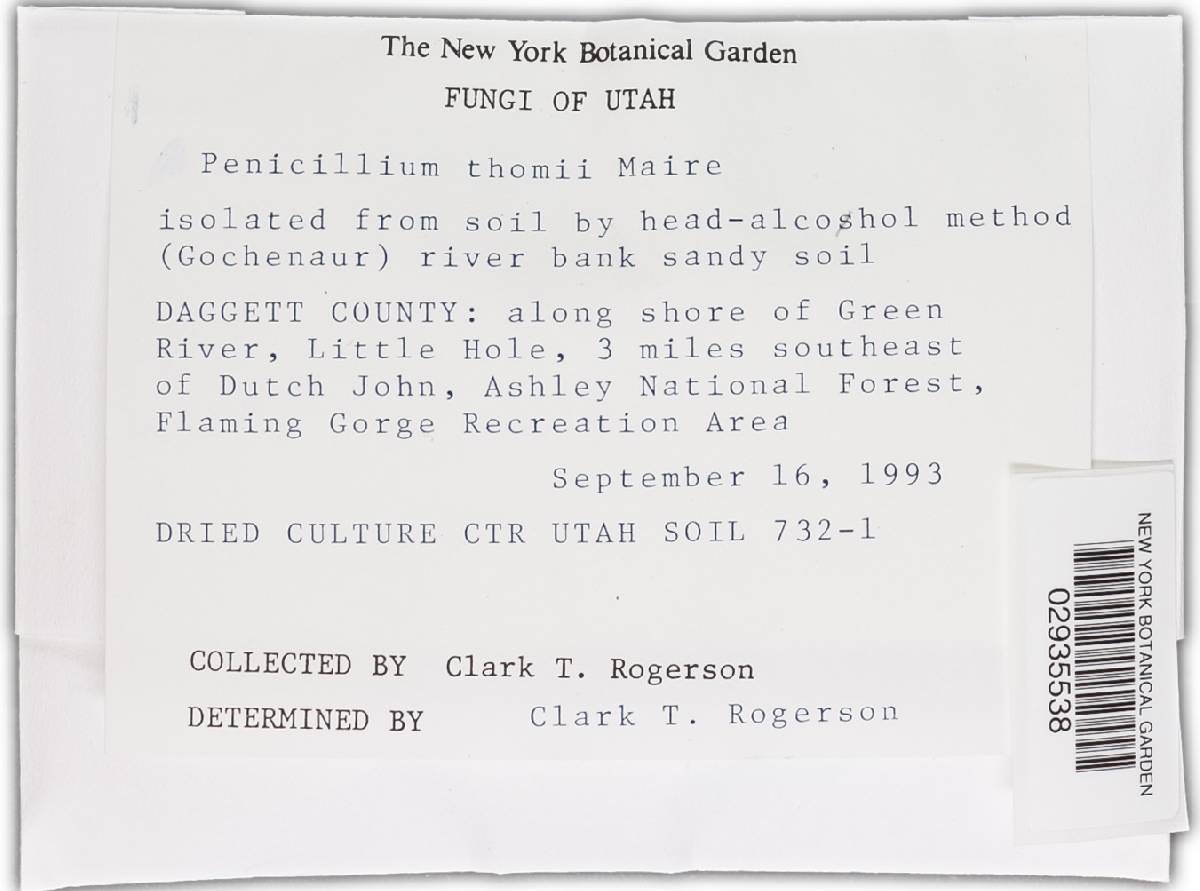 The New York Botanical Garden
FUNGI OF UTAH
Penicillium thomii Maire
isolated from soil by head-alcoshol method
(Gochenaur) river bank sandy soil
DAGGETT COUNTY: along shore of Green
River, Little Hole, 3 miles southeast
of Dutch John, Ashley National Forest,
Flaming Gorge Recreation Area
September 16, 1993
DRIED CULTURE CTR UTAH SOIL 732-1
COLLECTED BY Clark T. Rogerson
DETERMINED BY Clark T. Rogerson
NEW YORK BOTANICAL GARDEN
02935538